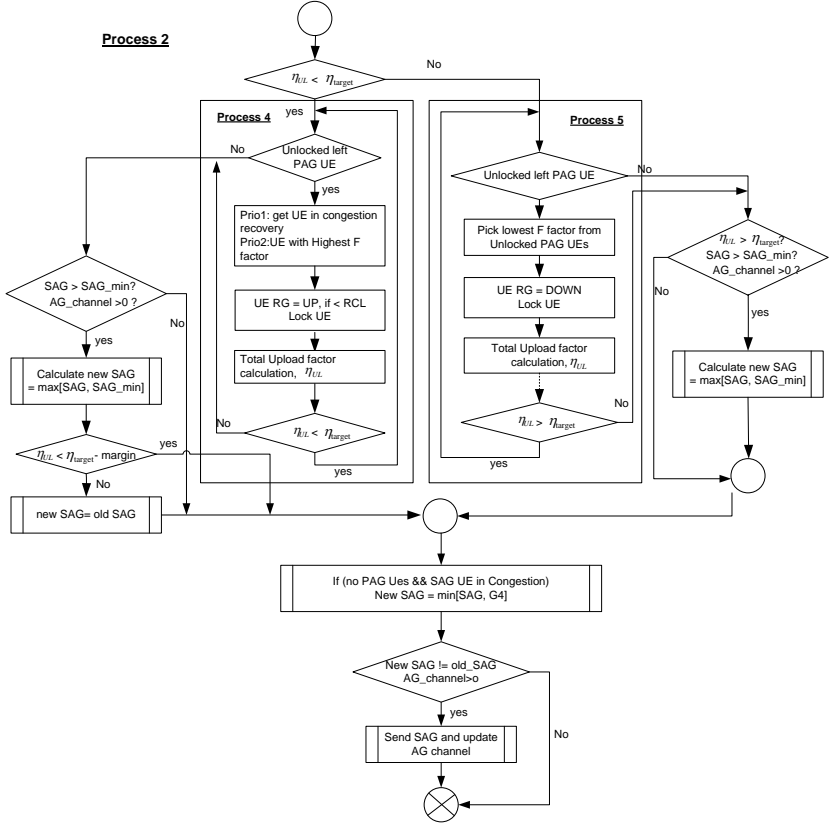 Process 2
η_UL < η_target
No
yes
Process 4
Process 5
No
Unlocked left
PAG UE
yes
Unlocked left PAG UE
No
Prio1: get UE in congestion
recovery
Prio2:UE with Highest F
factor
Pick lowest F factor from
Unlocked PAG UEs
η_UL > η_target?
SAG > SAG_min?
AG_channel >0 ?
No
yes
SAG > SAG_min?
AG_channel >0 ?
No
yes
UE RG = UP, if < RCL
Lock UE
UE RG = DOWN
Lock UE
Calculate new SAG
= max[SAG, SAG_min]
Total Upload factor
calculation, η_UL
Total Upload factor
calculation, η_UL
Calculate new SAG
= max[SAG, SAG_min]
No
η_UL < η_target
yes
No
η_UL > η_target
yes
η_UL < η_target - margin
yes
No
new SAG= old SAG
If (no PAG Ues && SAG UE in Congestion)
New SAG = min[SAG, G4]
New SAG != old_SAG
AG_channel>o
yes
No
Send SAG and update
AG channel